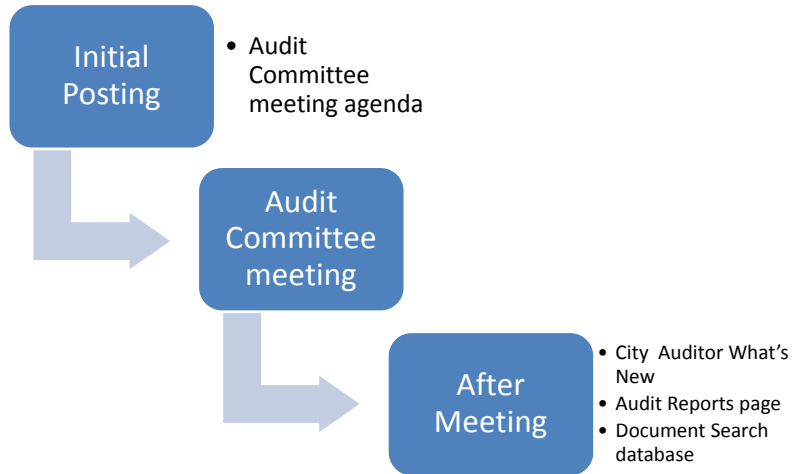 Initial
Posting
• Audit
Committee
meeting agenda
Audit
Committee
meeting
After
Meeting
• City Auditor What’s
New
• Audit Reports page
• Document Search
database